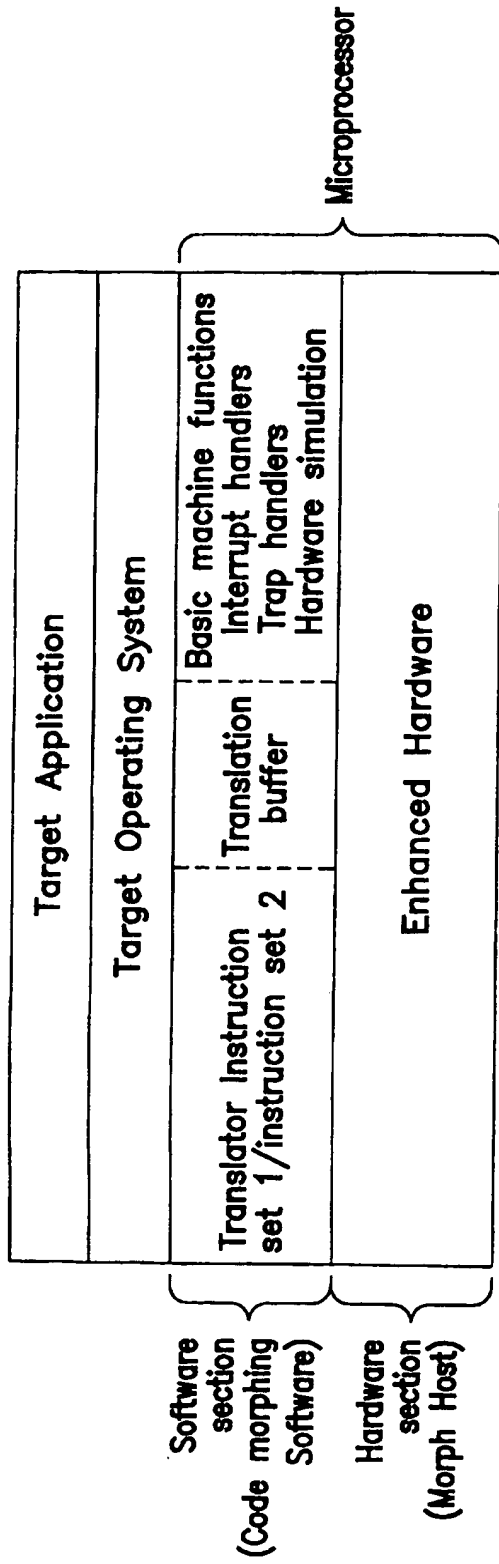 Target Application
Target Operating System
Software
section
(Code morphing
Software)
Translator Instruction
set 1/instruction set 2
Translation
buffer
Basic machine functions
Interrupt handlers
Trap handlers
Hardware simulation
Microprocessor
Hardware
section
(Morph Host)
Enhanced Hardware